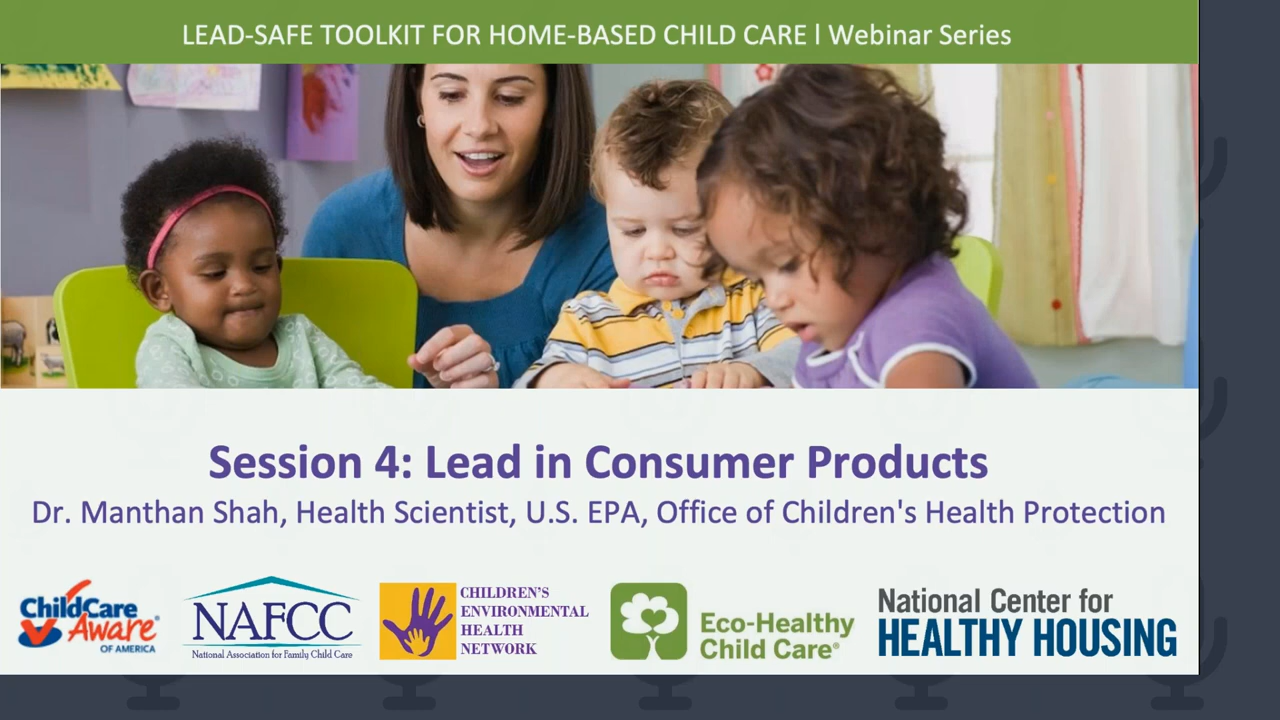 LEAD-SAFE TOOLKIT FOR HOME-BASED CHILD CARE | Webinar Series
Session 4: Lead in Consumer Products
Dr. Manthan Shah, Health Scientist, U.S. EPA, Office of Children's Health Protection
ChildCare
Aware®
OF AMERICA
NAFCC
National Association for Family Child Care
CHILDREN'S
ENVIRONMENTAL
HEALTH
NETWORK
Eco-Healthy
Child Care®
National Center for
HEALTHY HOUSING